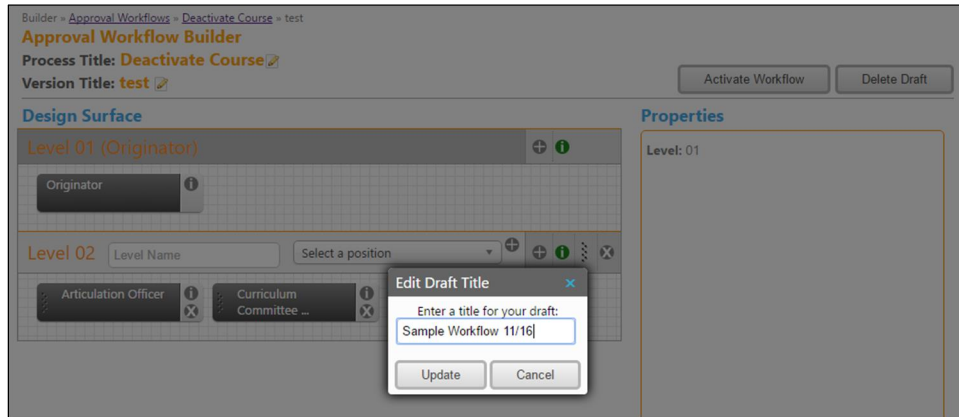 Builder » Approval Workflows » Deactivate Course » test
Approval Workflow Builder
Process Title: Deactivate Course
Version Title: test
Activate Workflow
Delete Draft
Design Surface
Properties
Level 01 (Originator)
Level: 01
Originator
Level 02
Level Name
Select a position
Articulation Officer
Curriculum
Committee ...
Edit Draft Title
Enter a title for your draft:
Sample Workflow 11/16
Update
Cancel